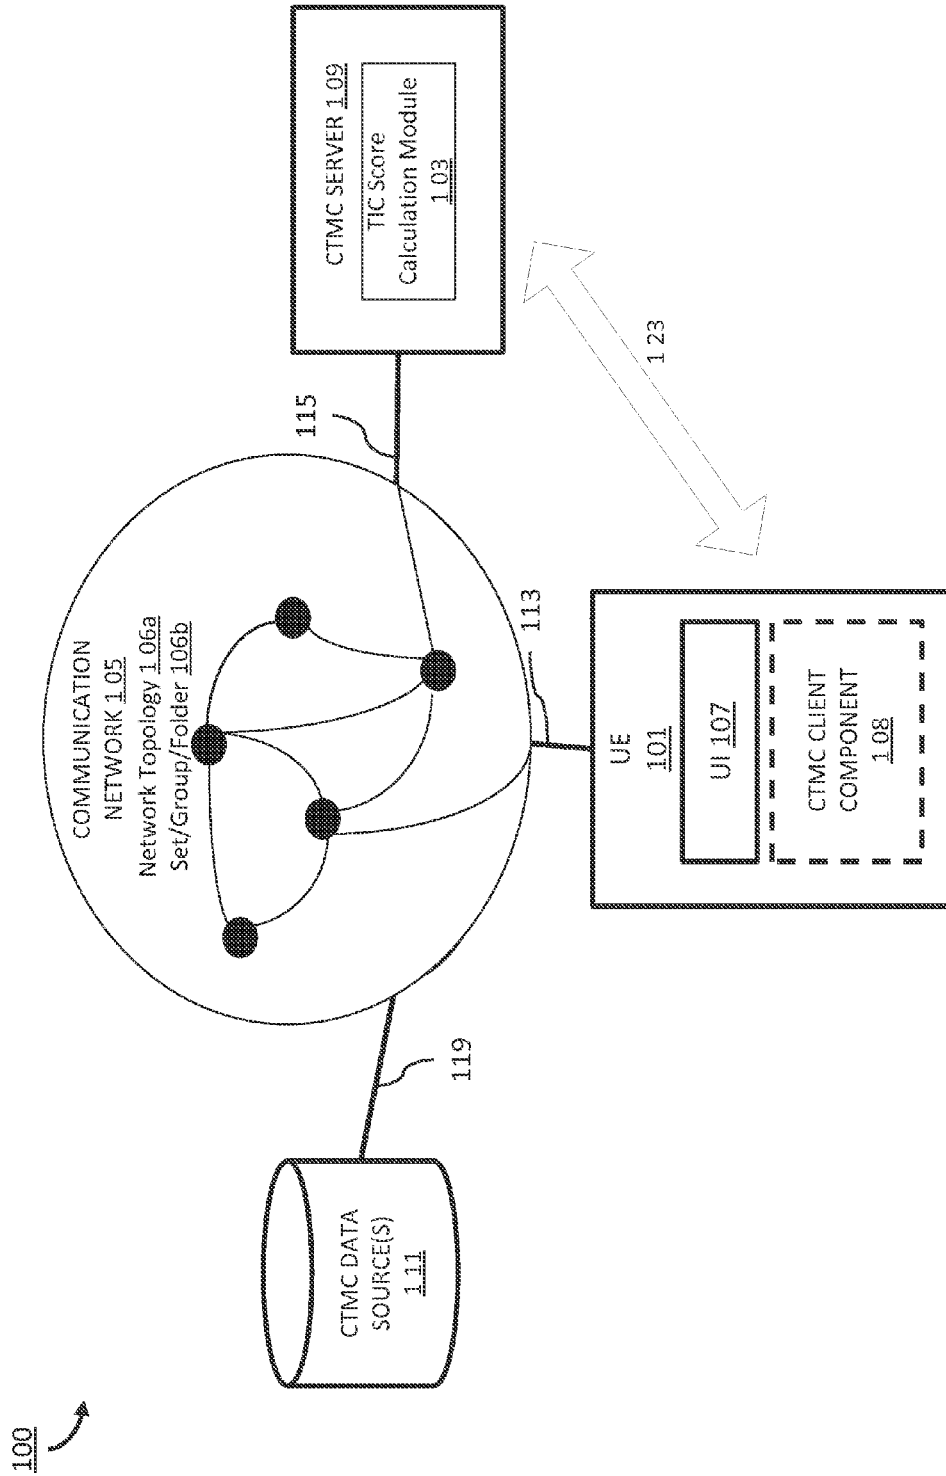 100
COMMUNICATION
NETWORK 105
Network Topology 106a
Set/Group/Folder 106b
CTMC DATA
SOURCE(S)
111
119
115
CTMC SERVER 109
TIC Score
Calculation Module
103
113
123
UE
101
UI 107
CTMC CLIENT
COMPONENT
108